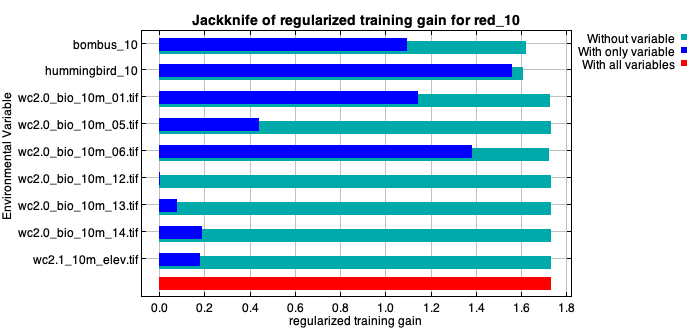 Jackknife of regularized training gain for red_10
Without variable
With only variable
With all variables
Environmental Variable
bombus_10
hummingbird_10
wc2.0_bio_10m_01.tif
wc2.0_bio_10m_05.tif
wc2.0_bio_10m_06.tif
wc2.0_bio_10m_12.tif
wc2.0_bio_10m_13.tif
wc2.0_bio_10m_14.tif
wc2.1_10m_elev.tif
0.0 0.2 0.4 0.6 0.8 1.0 1.2 1.4 1.6 1.8
regularized training gain